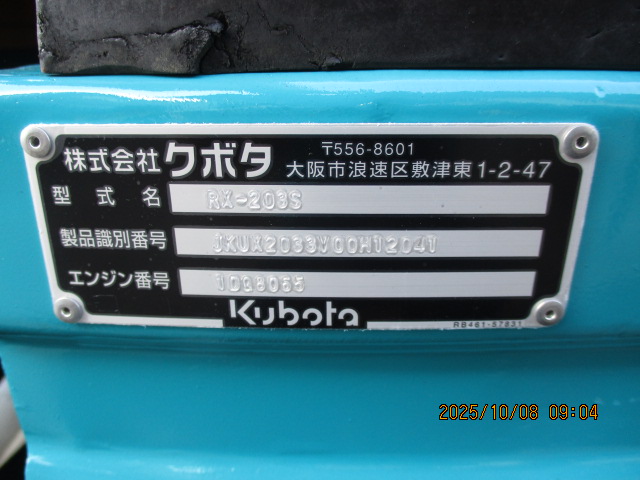 株式会社クボタ
〒556-8601
大阪市浪速区敷津東1-2-47
型式名 RX-203S
製品識別番号 JKUX2033V00H12041
エンジン番号 1DG8065
Kubota
RB461-57831
2025/10/08 09:04